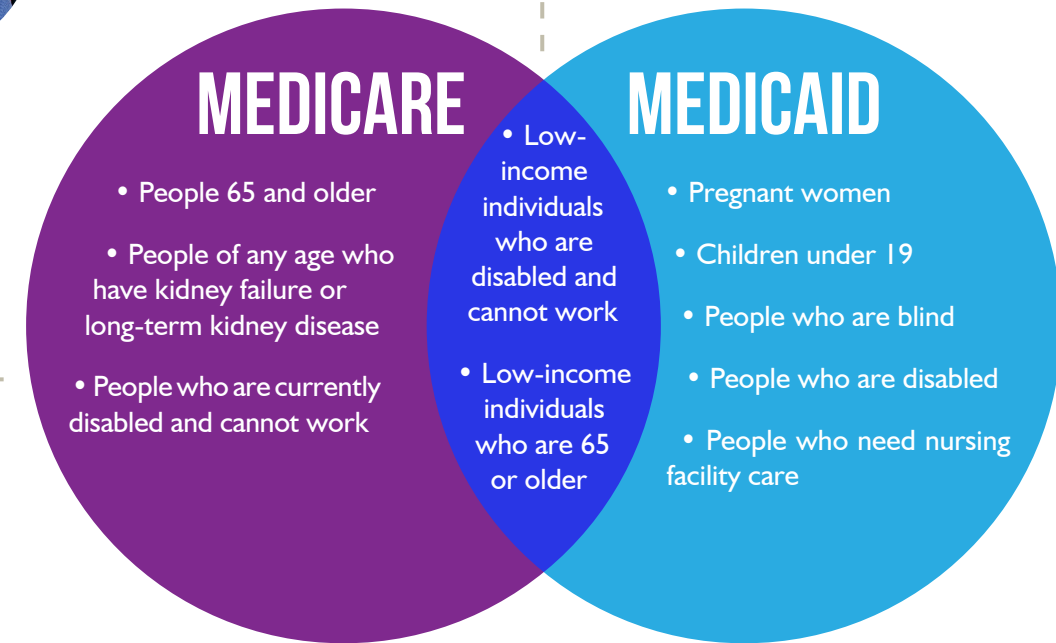 MEDICARE
• People 65 and older
• People of any age who
have kidney failure or
long-term kidney disease
• People who are currently
disabled and cannot work
• Low-
income
individuals
who are
disabled and
cannot work
• Low-income
individuals
who are 65
or older
MEDICAID
• Pregnant women
• Children under 19
• People who are blind
• People who are disabled
• People who need nursing
facility care